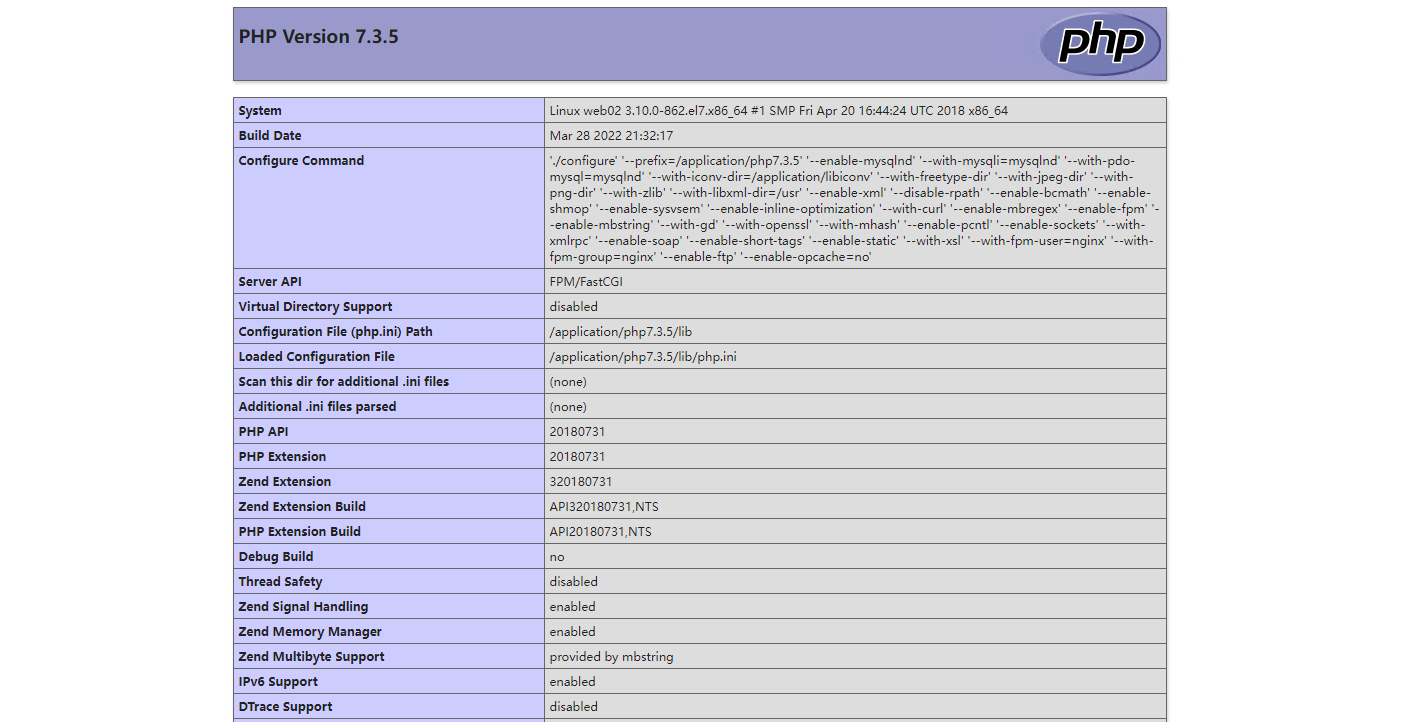 PHP Version 7.3.5
php
System
Linux web02 3.10.0-862.el7.x86_64 #1 SMP Fri Apr 20 16:44:24 UTC 2018 x86_64
Build Date
Mar 28 2022 21:32:17
Configure Command
'./configure' '--prefix=/application/php7.3.5' '--enable-mysqlnd' '--with-mysqli=mysqlnd' '--with-pdo-
mysql=mysqlnd' '--with-iconv-dir=/application/libiconv' '--with-freetype-dir' '--with-jpeg-dir' '--with-
png-dir' '--with-zlib' '--with-libxml-dir=/usr' '--enable-xml' '--disable-rpath' '--enable-bcmath' '--enable-
shmop' '--enable-sysvsem' '--enable-inline-optimization' '--with-curl' '--enable-mbregex' '--enable-fpm' '-
-enable-mbstring' '--with-gd' '--with-openssl' '--with-mhash' '--enable-pcntl' '--enable-sockets' '--with-
xmlrpc' '--enable-soap' '--enable-short-tags' '--enable-static' '--with-xsl' '--with-fpm-user=nginx' '--with-
fpm-group=nginx' '--enable-ftp' '--enable-opcache=no'
Server API
FPM/FastCGI
Virtual Directory Support
disabled
Configuration File (php.ini) Path
/application/php7.3.5/lib
Loaded Configuration File
/application/php7.3.5/lib/php.ini
Scan this dir for additional .ini files
(none)
Additional .ini files parsed
(none)
PHP API
20180731
PHP Extension
20180731
Zend Extension
320180731
Zend Extension Build
API320180731,NTS
PHP Extension Build
API20180731,NTS
Debug Build
no
Thread Safety
disabled
Zend Signal Handling
enabled
Zend Memory Manager
enabled
Zend Multibyte Support
provided by mbstring
IPv6 Support
enabled
DTrace Support
disabled